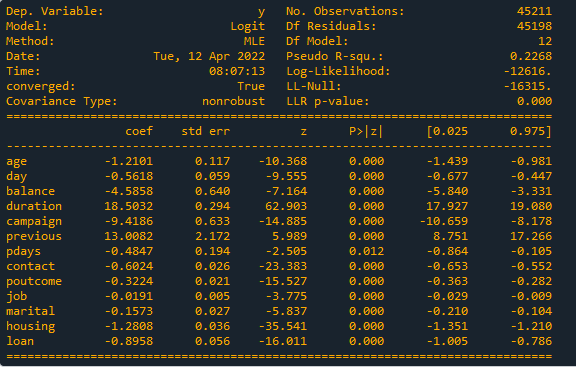 Dep. Variable: y No. Observations: 45211
Model: Logit Df Residuals: 45198
Method: MLE Df Model: 12
Date: Tue, 12 Apr 2022 Pseudo R-squ.: 0.2268
Time: 08:07:13 Log-Likelihood: -12616.
converged: True LL-Null: -16315.
Covariance Type: nonrobust LLR p-value: 0.000
==============================================================================
coef std err z P>|z| [0.025 0.975]
------------------------------------------------------------------------------
age -1.2101 0.117 -10.368 0.000 -1.439 -0.981
day -0.5618 0.059 -9.555 0.000 -0.677 -0.447
balance -4.5858 0.640 -7.164 0.000 -5.840 -3.331
duration 18.5032 0.294 62.903 0.000 17.927 19.080
campaign -9.4186 0.633 -14.885 0.000 -10.659 -8.178
previous 13.0082 2.172 5.989 0.000 8.751 17.266
pdays -0.4847 0.194 -2.505 0.012 -0.864 -0.105
contact -0.6024 0.026 -23.383 0.000 -0.653 -0.552
poutcome -0.3224 0.021 -15.527 0.000 -0.363 -0.282
job -0.0191 0.005 -3.775 0.000 -0.029 -0.009
marital -0.1573 0.027 -5.837 0.000 -0.210 -0.104
housing -1.2808 0.036 -35.541 0.000 -1.351 -1.210
loan -0.8958 0.056 -16.011 0.000 -1.005 -0.786
==============================================================================